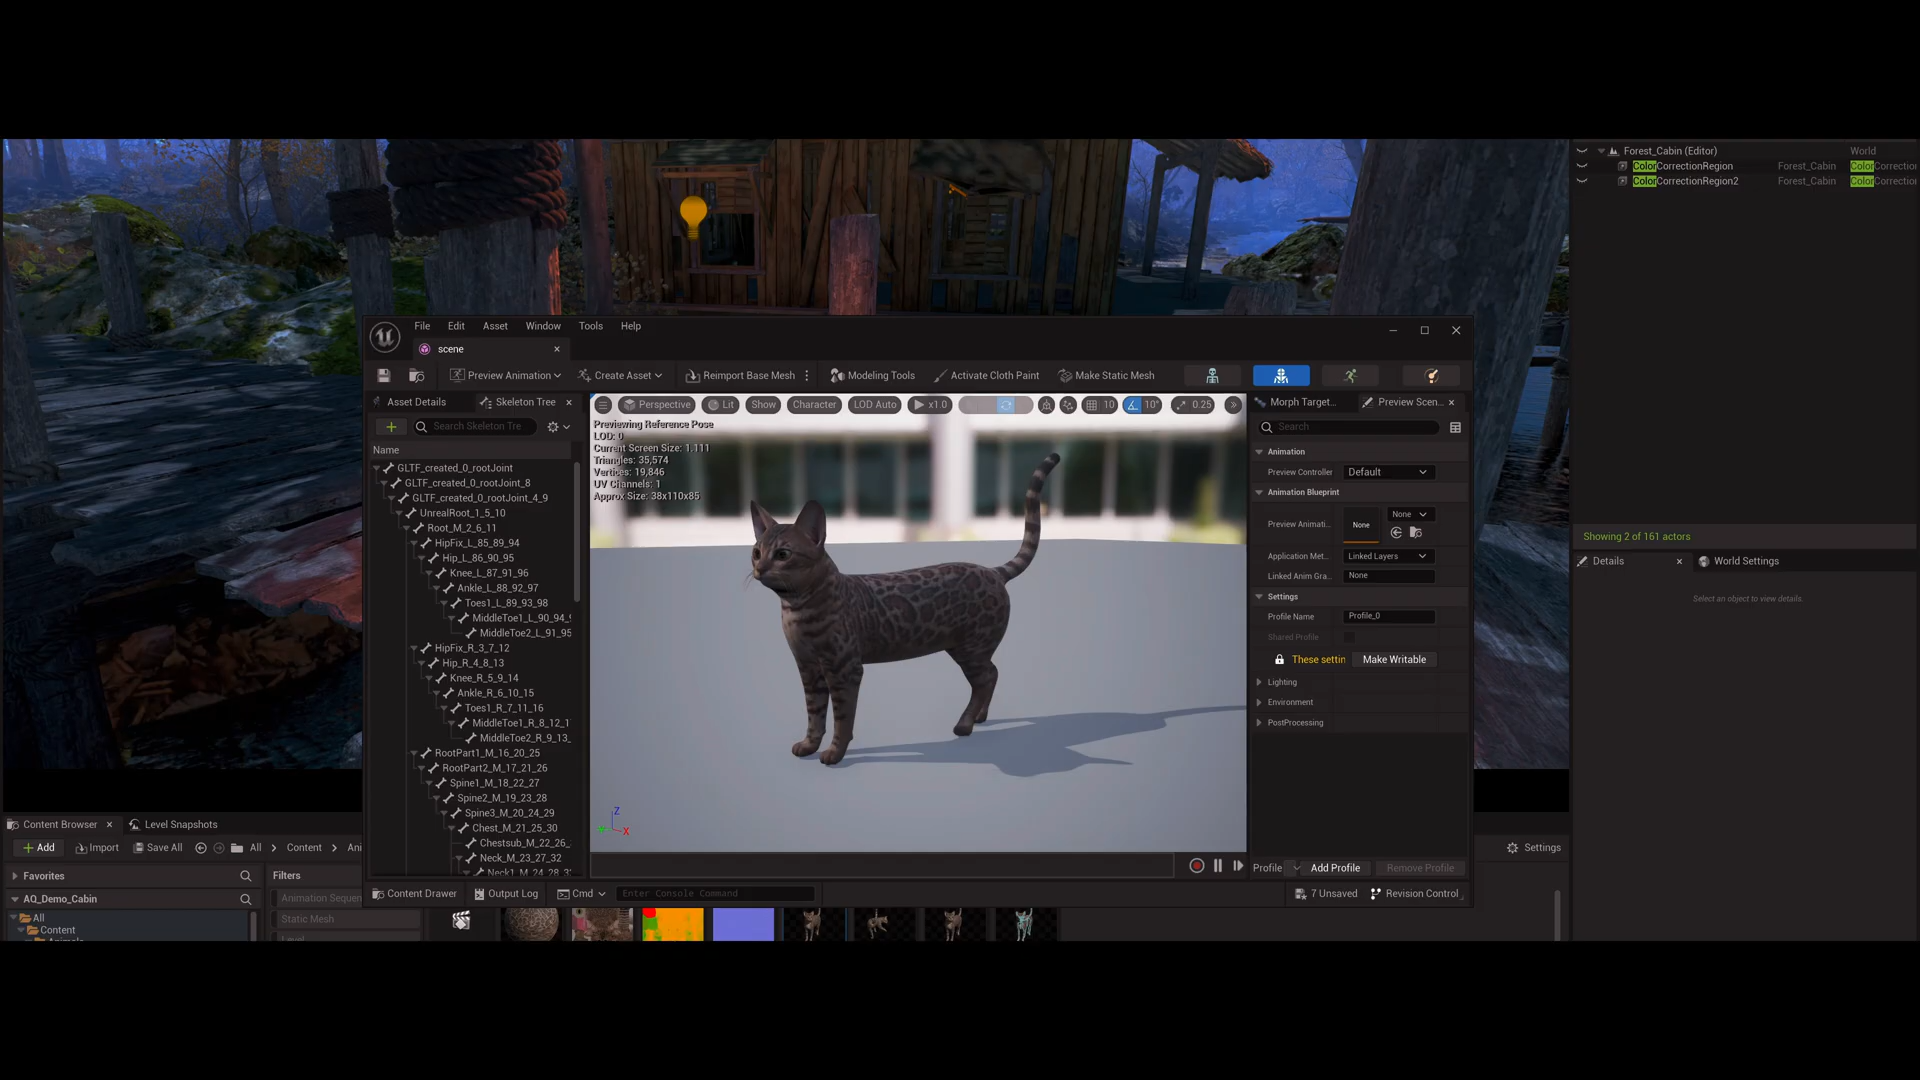 Forest_Cabin (Editor) World
ColorCorrectionRegion Forest_Cabin ColorCorrectio
ColorCorrectionRegion2 Forest_Cabin ColorCorrectio
File Edit Asset Window Tools Help
scene
Preview Animation Create Asset Reimport Base Mesh Modeling Tools Activate Cloth Paint Make Static Mesh
Asset Details Skeleton Tree
Search Skeleton Tre
Name
GLTF_created_0_rootJoint
GLTF_created_0_rootJoint_8
GLTF_created_0_rootJoint_4_9
UnrealRoot_1_5_10
Root_M_2_6_11
HipFix_L_85_89_94
Hip_L_86_90_95
Knee_L_87_91_96
Ankle_L_88_92_97
Toes1_L_89_93_98
MiddleToe1_L_90_94_
MiddleToe2_L_91_95
HipFix_R_3_7_12
Hip_R_4_8_13
Knee_R_5_9_14
Ankle_R_6_10_15
Toes1_R_7_11_16
MiddleToe1_R_8_12_1
MiddleToe2_R_9_13_
RootPart1_M_16_20_25
RootPart2_M_17_21_26
Spine1_M_18_22_27
Spine2_M_19_23_28
Spine3_M_20_24_29
Chest_M_21_25_30
Chestsub_M_22_26_
Neck_M_23_27_32
Neck1_M_24_28_3
Perspective Lit Show Character LOD Auto x1.0 10 10° 0.25
Previewing Reference Pose
LOD: 0
Current Screen Size: 1.111
Triangles: 35,574
Vertices: 19,846
UV Channels: 1
Approx Size: 38x110x85
Z
X
Morph Target... Preview Scen...
Search
Animation
Preview Controller Default
Animation Blueprint
Preview Animati... None None
Application Met... Linked Layers
Linked Anim Gra... None
Settings
Profile Name Profile_0
Shared Profile
These settin Make Writable
Lighting
Environment
PostProcessing
Profile Add Profile Remove Profile
Content Drawer Output Log Cmd Enter Console Command 7 Unsaved Revision Control
Showing 2 of 161 actors
Details World Settings
Select an object to view details.
Content Browser Level Snapshots
Add Import Save All All Content Ani Settings
Favorites Filters
AQ_Demo_Cabin Animation Sequen
All Static Mesh
Content